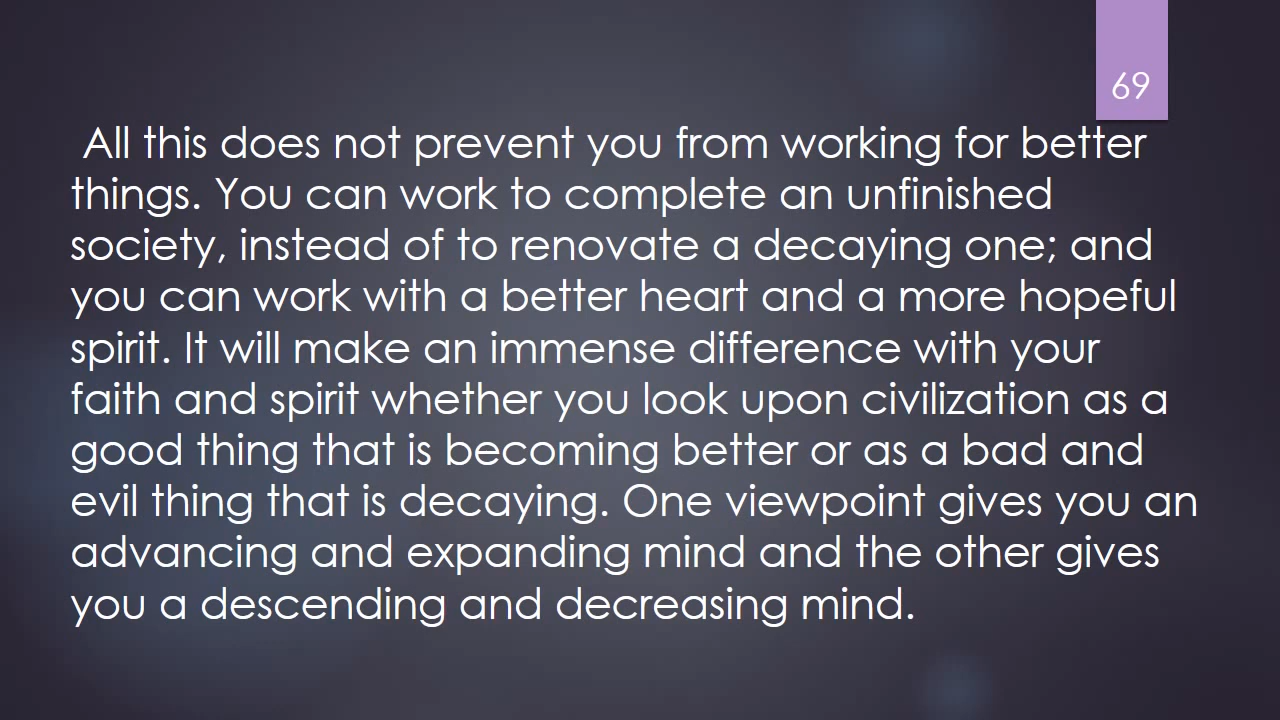 69
All this does not prevent you from working for better
things. You can work to complete an unfinished
society, instead of to renovate a decaying one; and
you can work with a better heart and a more hopeful
spirit. It will make an immense difference with your
faith and spirit whether you look upon civilization as a
good thing that is becoming better or as a bad and
evil thing that is decaying. One viewpoint gives you an
advancing and expanding mind and the other gives
you a descending and decreasing mind.